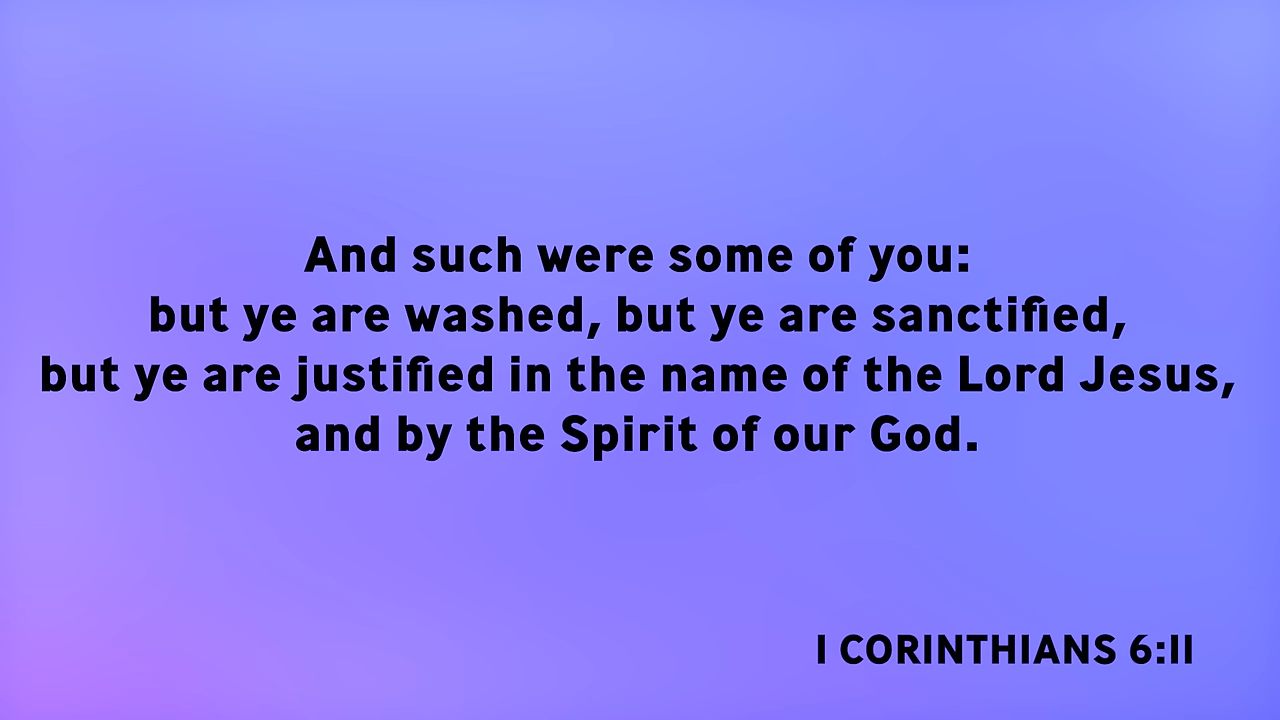 And such were some of you:
but ye are washed, but ye are sanctified,
but ye are justified in the name of the Lord Jesus,
and by the Spirit of our God.
I CORINTHIANS 6:11